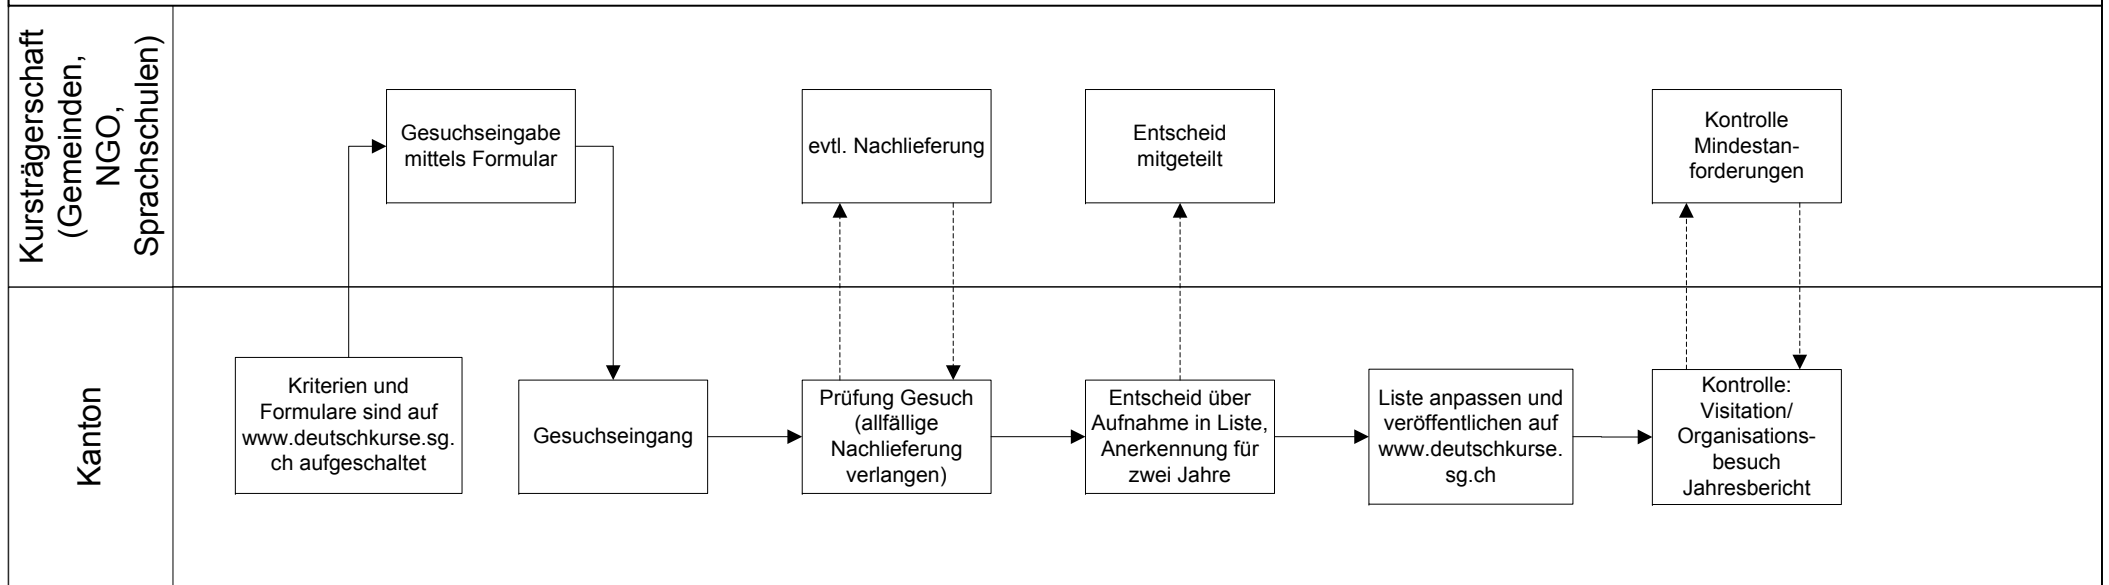 Kursträgerschaft
(Gemeinden,
NGO,
Sprachschulen)
Gesuchseingabe
mittels Formular
evtl. Nachlieferung
Entscheid
mitgeteilt
Kontrolle
Mindestan-
forderungen
Kanton
Kriterien und
Formulare sind auf
www.deutschkurse.sg.
ch aufgeschaltet
Gesuchseingang
Prüfung Gesuch
(allfällige
Nachlieferung
verlangen)
Entscheid über
Aufnahme in Liste,
Anerkennung für
zwei Jahre
Liste anpassen und
veröffentlichen auf
www.deutschkurse.
sg.ch
Kontrolle:
Visitation/
Organisations-
besuch
Jahresbericht